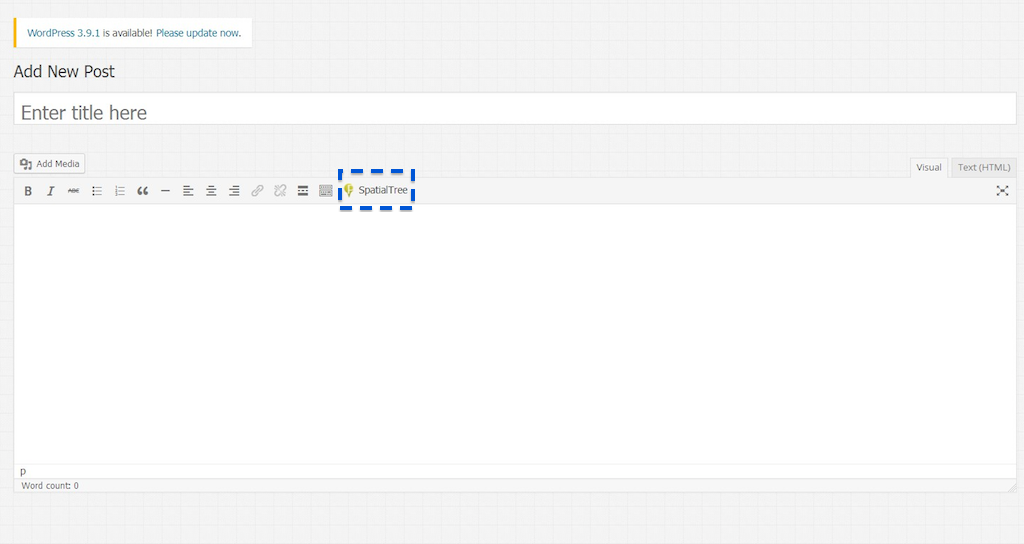 WordPress 3.9.1 is available! Please update now.
Add New Post
Enter title here
Add Media
Visual Text (HTML)
B I ABC SpatialTree
p
Word count: 0